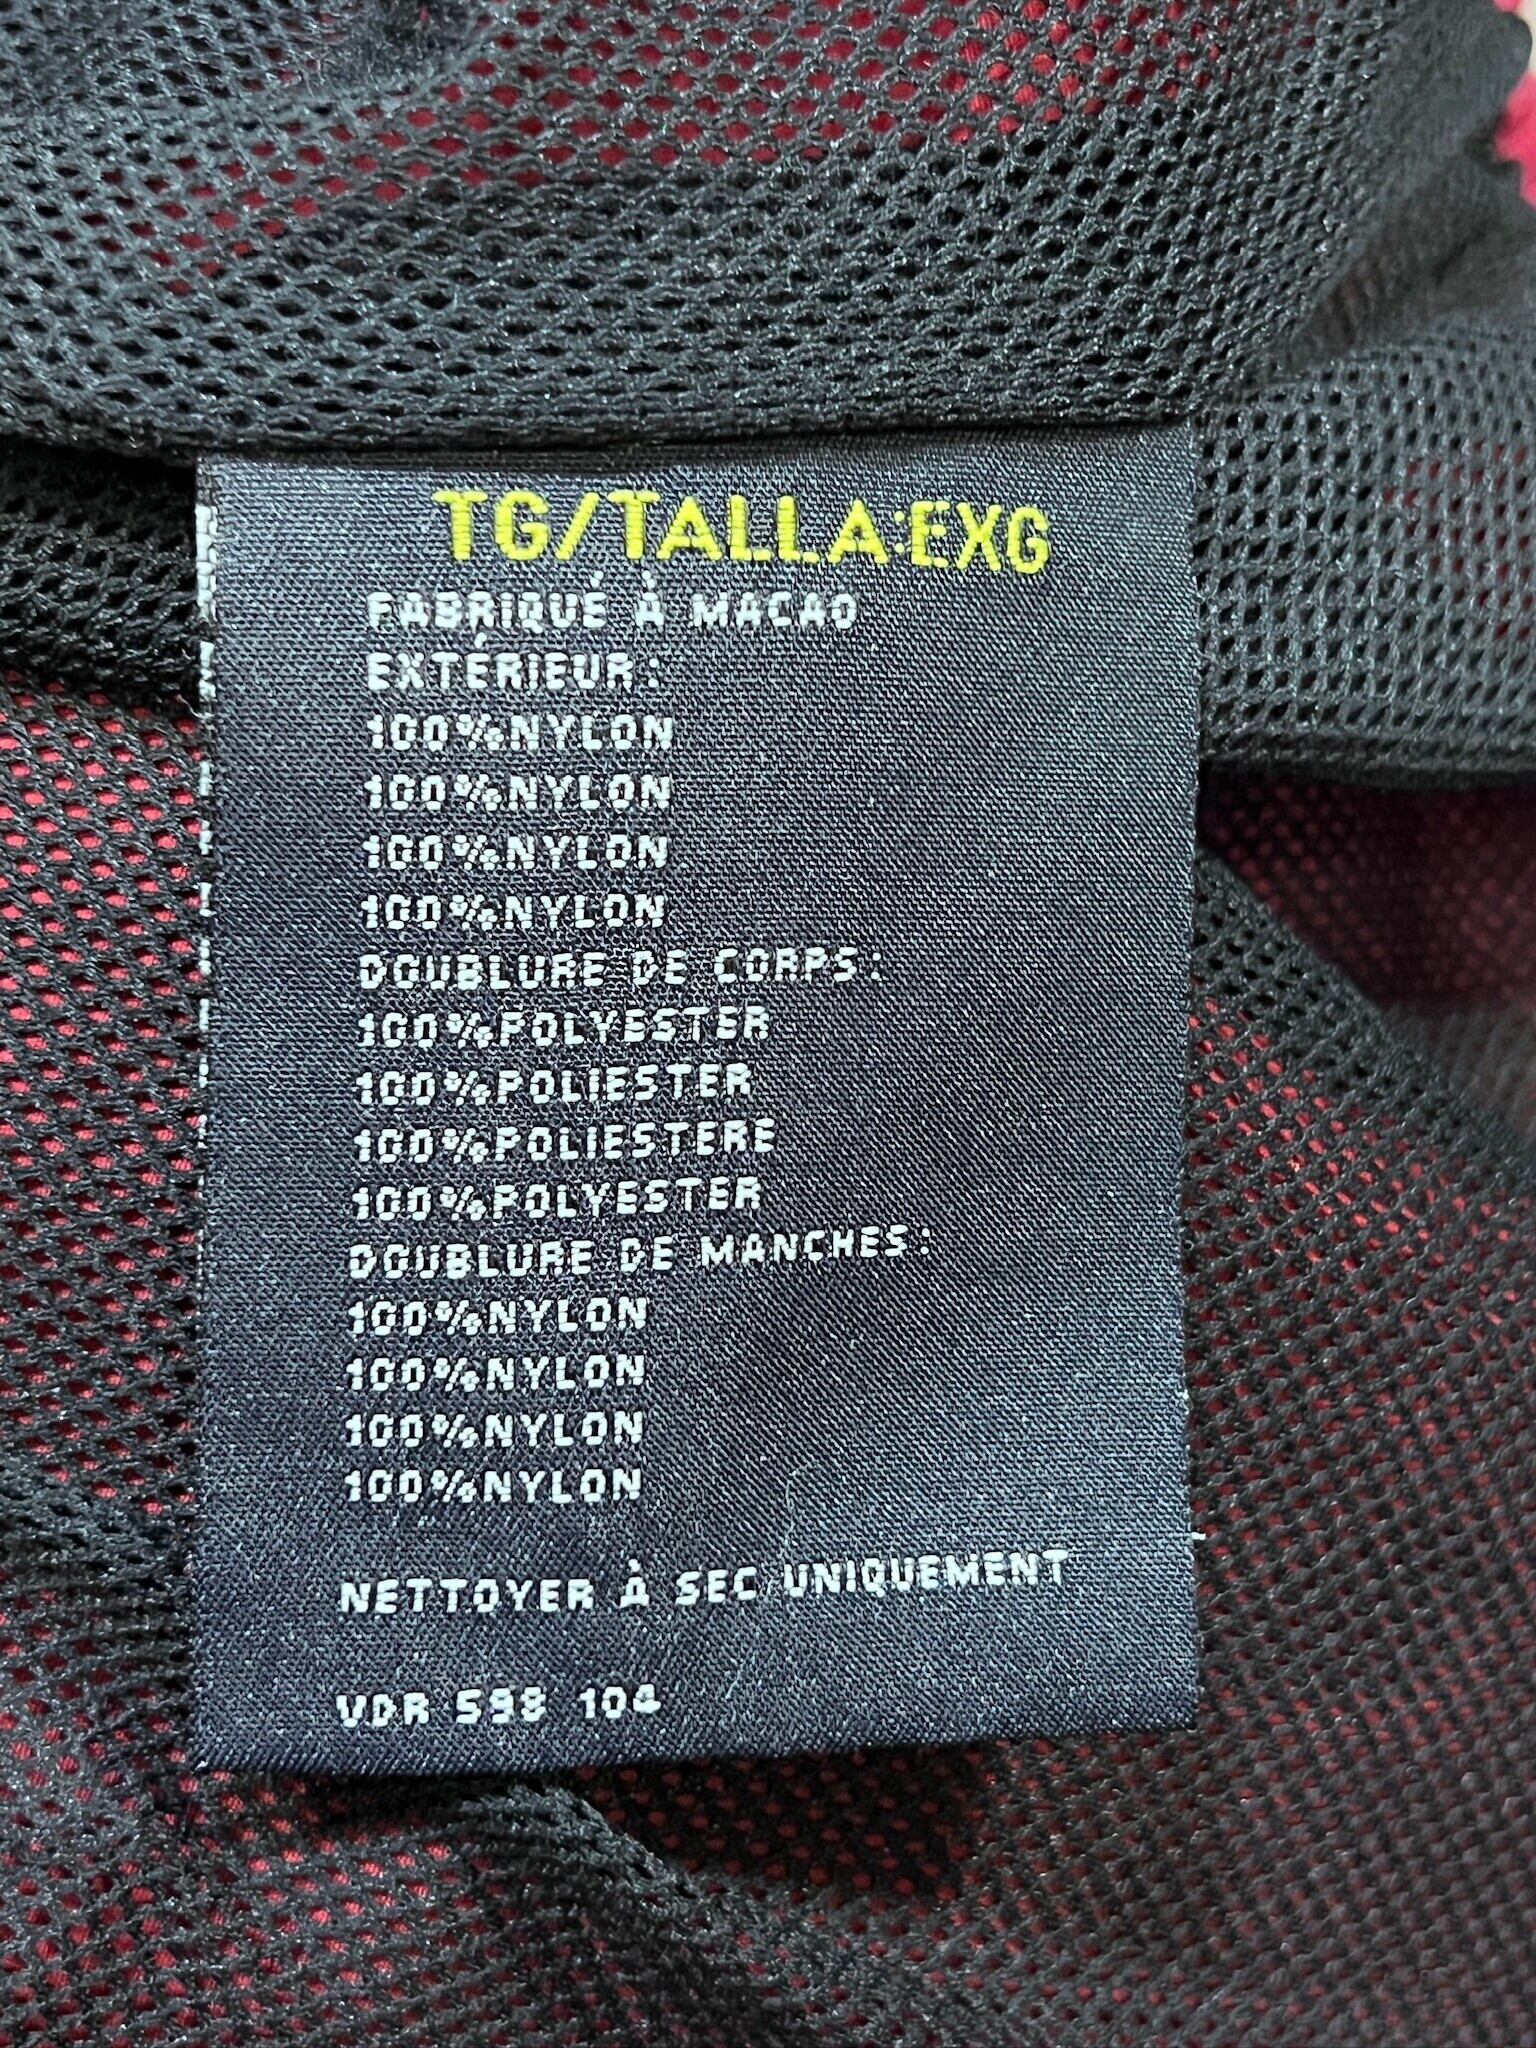 TG/TALLA:EXG
FABRIQUÉ À MACAO
EXTÉRIEUR:
100%NYLON
100%NYLON
100%NYLON
100%NYLON
DOUBLURE DE CORPS:
100%POLYESTER
100%POLIESTER
100%POLIESTERE
100%POLYESTER
DOUBLURE DE MANCHES:
100%NYLON
100%NYLON
100%NYLON
100%NYLON
NETTOYER À SEC UNIQUEMENT
VDR 598 104